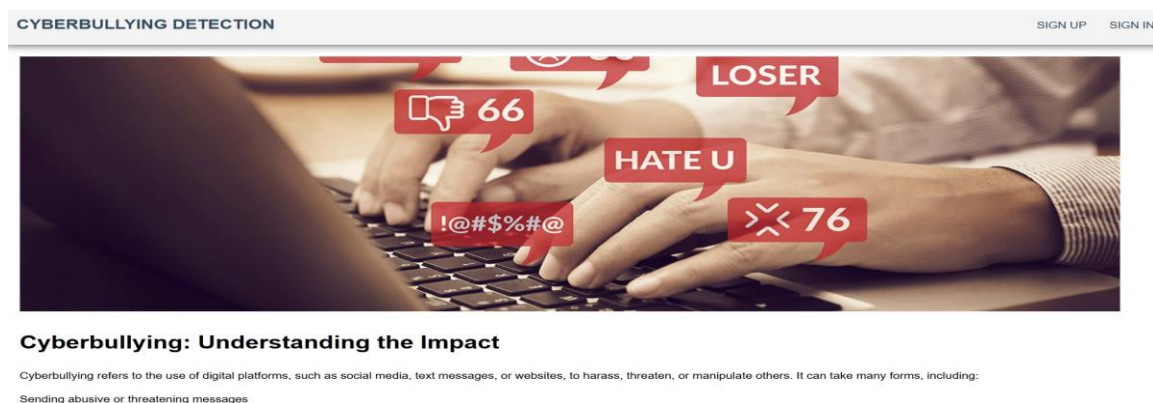 CYBERBULLYING DETECTION
SIGN UP SIGN IN
LOSER
66
HATE U
!@#$%#@
76
Cyberbullying: Understanding the Impact
Cyberbullying refers to the use of digital platforms, such as social media, text messages, or websites, to harass, threaten, or manipulate others. It can take many forms, including:
Sending abusive or threatening messages